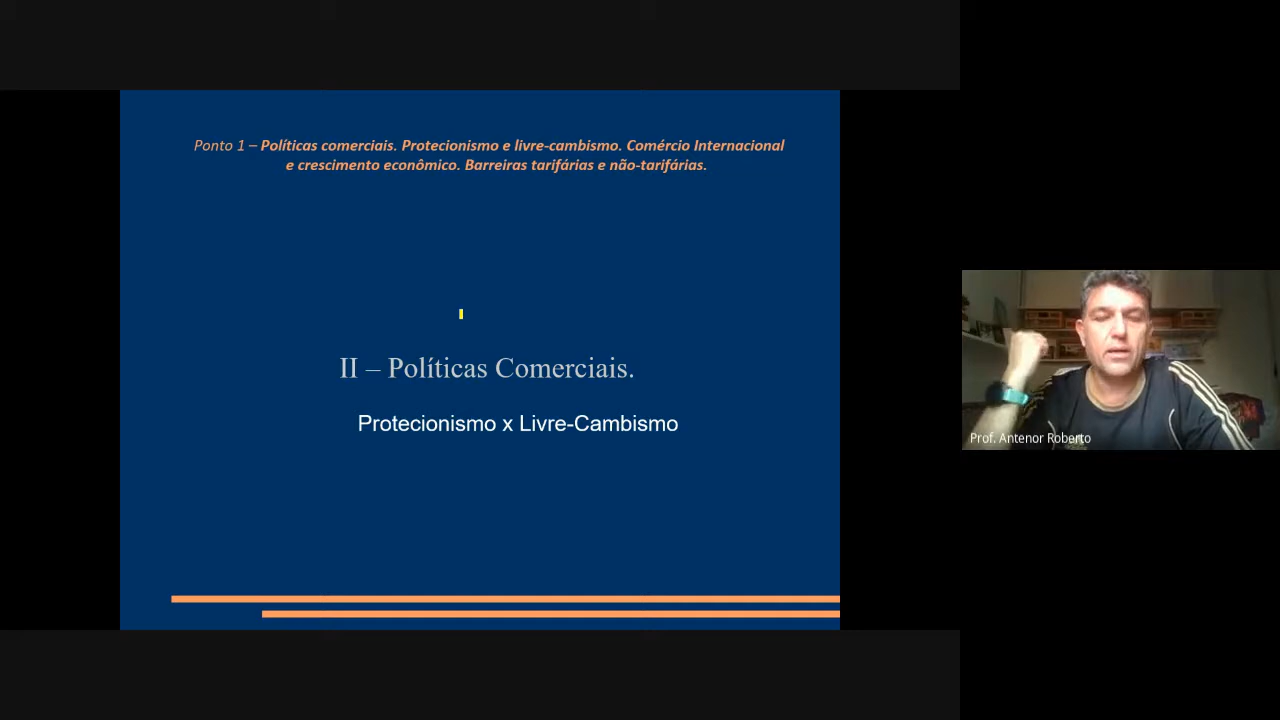 Ponto 1 – Políticas comerciais. Protecionismo e livre-cambismo. Comércio Internacional
e crescimento econômico. Barreiras tarifárias e não-tarifárias.
II – Políticas Comerciais.
Protecionismo x Livre-Cambismo
Prof. Antenor Roberto